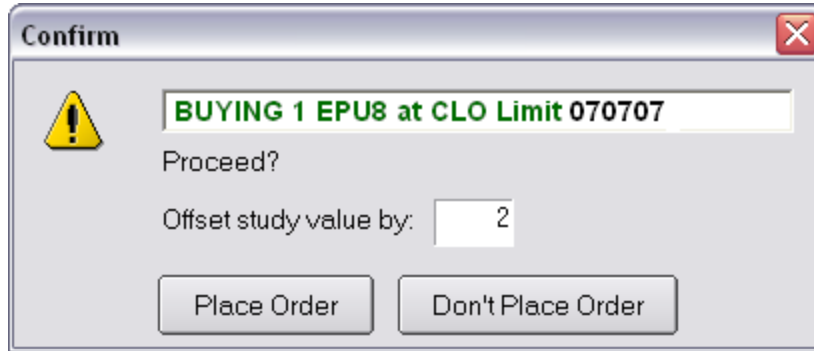 Confirm
BUYING 1 EPU8 at CLO Limit 070707
Proceed?
Offset study value by: 2
Place Order Don't Place Order